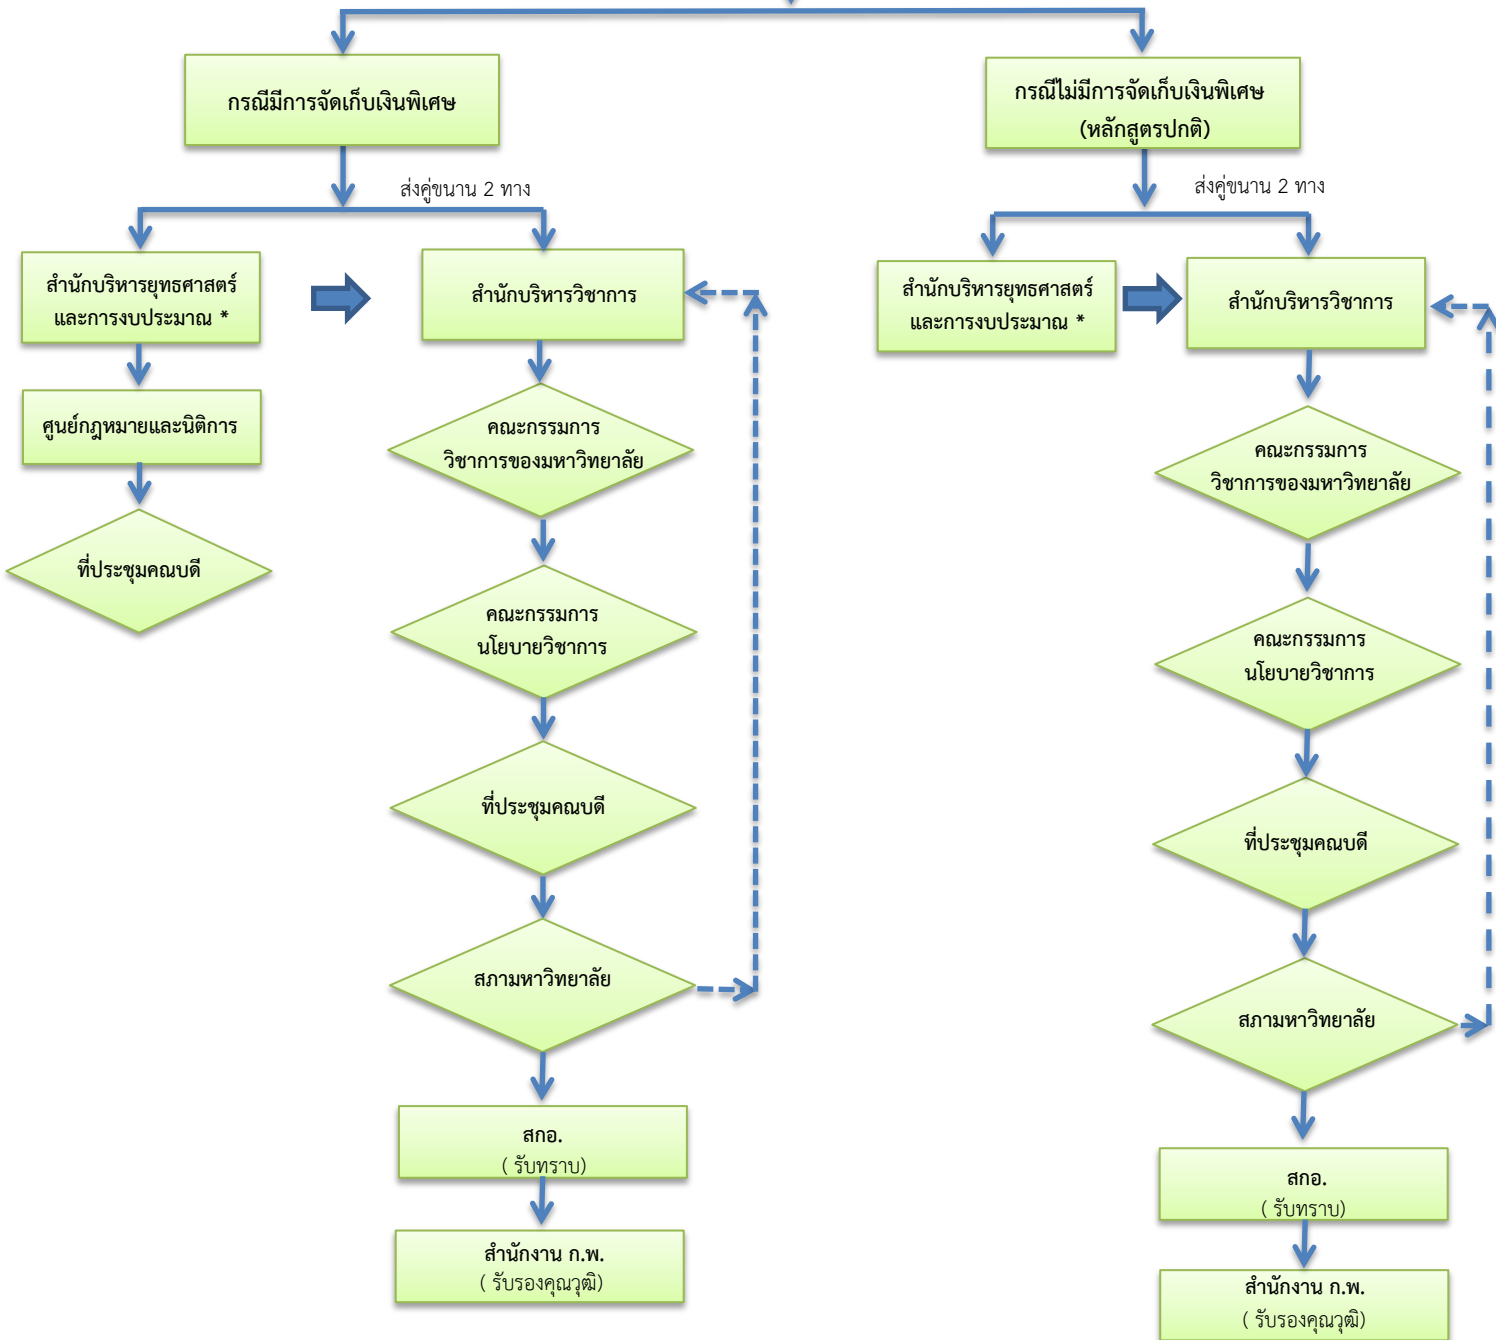 กรณีมีการจัดเก็บเงินพิเศษ
ส่งคู่ขนาน 2 ทาง
สำนักบริหารยุทธศาสตร์
และการงบประมาณ *
ศูนย์กฎหมายและนิติการ
ที่ประชุมคณบดี
สำนักบริหารวิชาการ
คณะกรรมการ
วิชาการของมหาวิทยาลัย
คณะกรรมการ
นโยบายวิชาการ
ที่ประชุมคณบดี
สภามหาวิทยาลัย
สกอ.
( รับทราบ)
สำนักงาน ก.พ.
( รับรองคุณวุฒิ)
กรณีไม่มีการจัดเก็บเงินพิเศษ
(หลักสูตรปกติ)
ส่งคู่ขนาน 2 ทาง
สำนักบริหารยุทธศาสตร์
และการงบประมาณ *
สำนักบริหารวิชาการ
คณะกรรมการ
วิชาการของมหาวิทยาลัย
คณะกรรมการ
นโยบายวิชาการ
ที่ประชุมคณบดี
สภามหาวิทยาลัย
สกอ.
( รับทราบ)
สำนักงาน ก.พ.
( รับรองคุณวุฒิ)